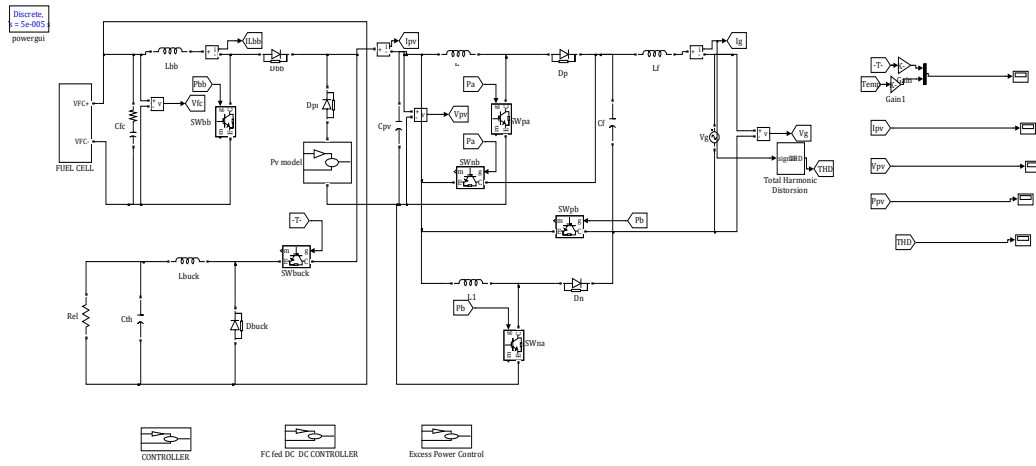 Discrete,
s = 5e-005 s
powergui
FUEL CELL
VFC+
VFC-
Cfc
Lbb
ILbb
Vfc
Pbb
SWbb
Dbb
Pv model
Ipv
Cpv
Vpv
Pa
SWpa
Pa
SWnb
Dp
Cf
Lf
Ig
Vg
Vg
signal THD
THD
Total Harmonic
Distorsion
SWpb
Pb
L1
Dn
Pb
SWna
-T-
SWbuck
Lbuck
Dbuck
Cth
Rel
-T-
Temp
Gain
Gain1
Ipv
Vpv
Ppv
THD
CONTROLLER
FC fed DC DC CONTROLLER
Excess Power Control